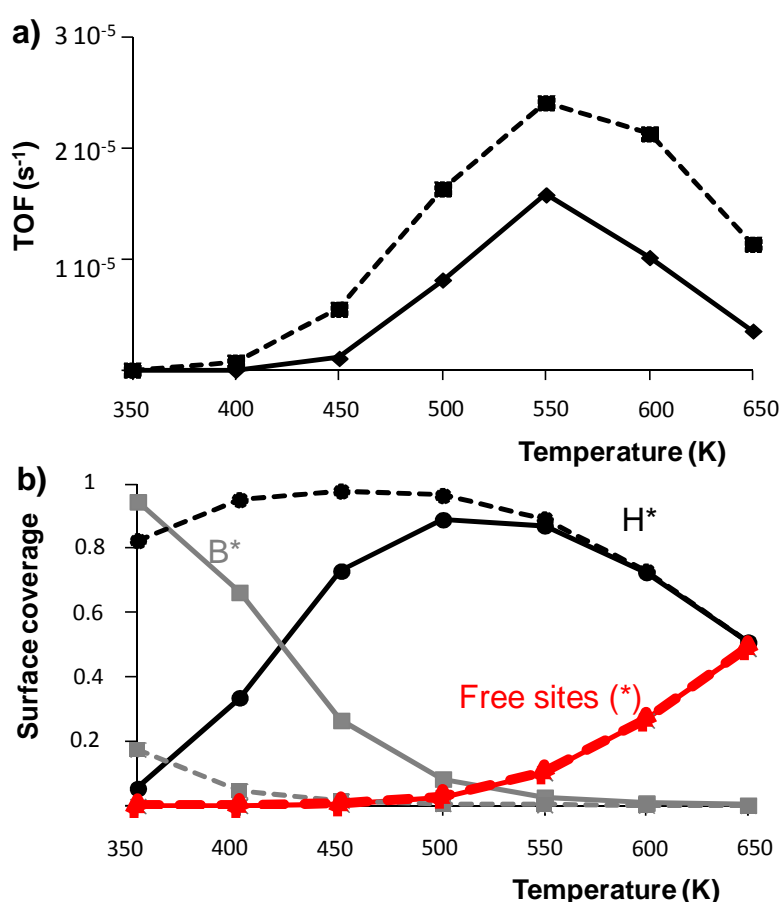 a)
3 10-5
2 10-5
1 10-5
TOF (s-1)
350 400 450 500 550 600 650
Temperature (K)
b)
1
0.8
0.6
0.4
0.2
Surface coverage
B*
H*
Free sites (*)
350 400 450 500 550 600 650
Temperature (K)